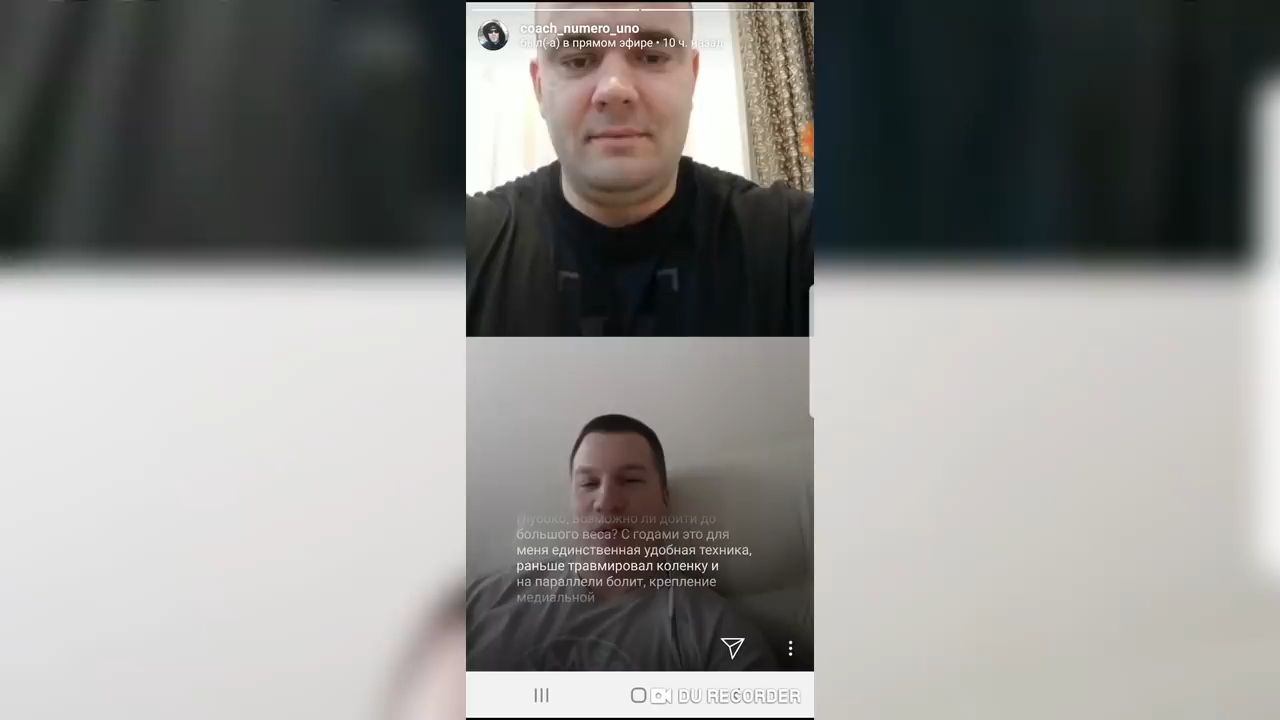 coach_numero_uno
был(-а) в прямом эфире • 10 ч. назад
глубоко, возможно ли дойти до
большого веса? С годами это для
меня единственная удобная техника,
раньше травмировал коленку и
на параллели болит, крепление
медиальной
DU RECORDER